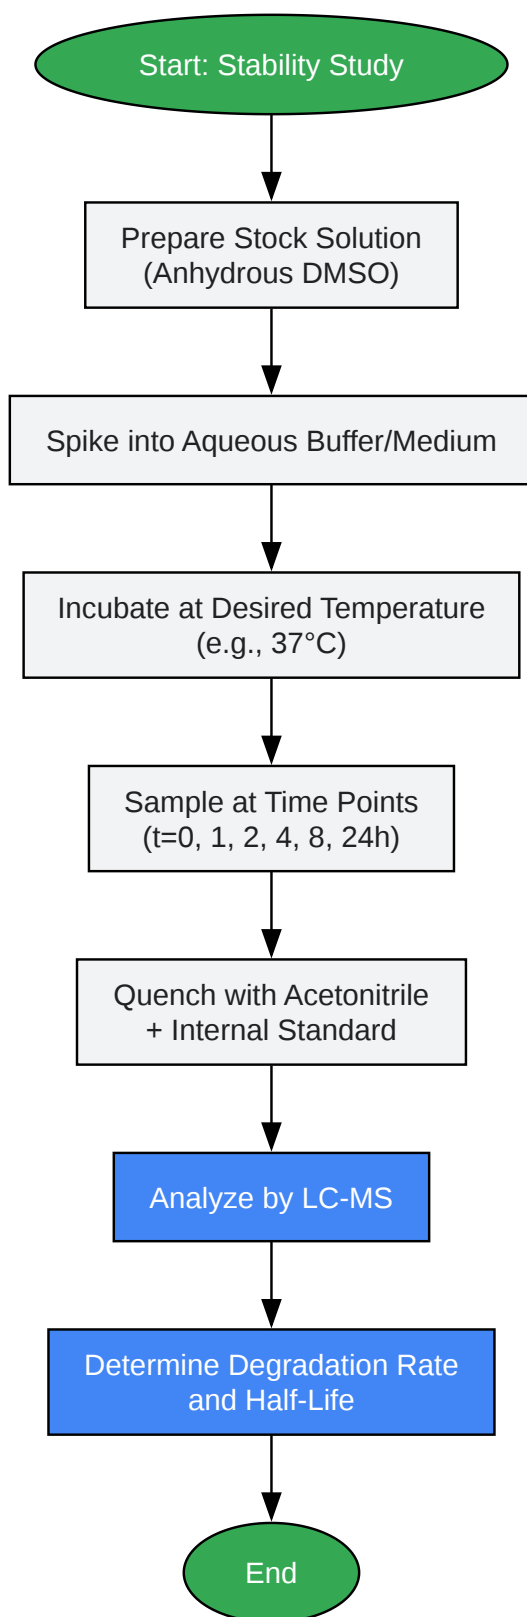 Start: Stability Study
Prepare Stock Solution
(Anhydrous DMSO)
Spike into Aqueous Buffer/Medium
Incubate at Desired Temperature
(e.g., 37°C)
Sample at Time Points
(t=0, 1, 2, 4, 8, 24h)
Quench with Acetonitrile
+ Internal Standard
Analyze by LC-MS
Determine Degradation Rate
and Half-Life
End